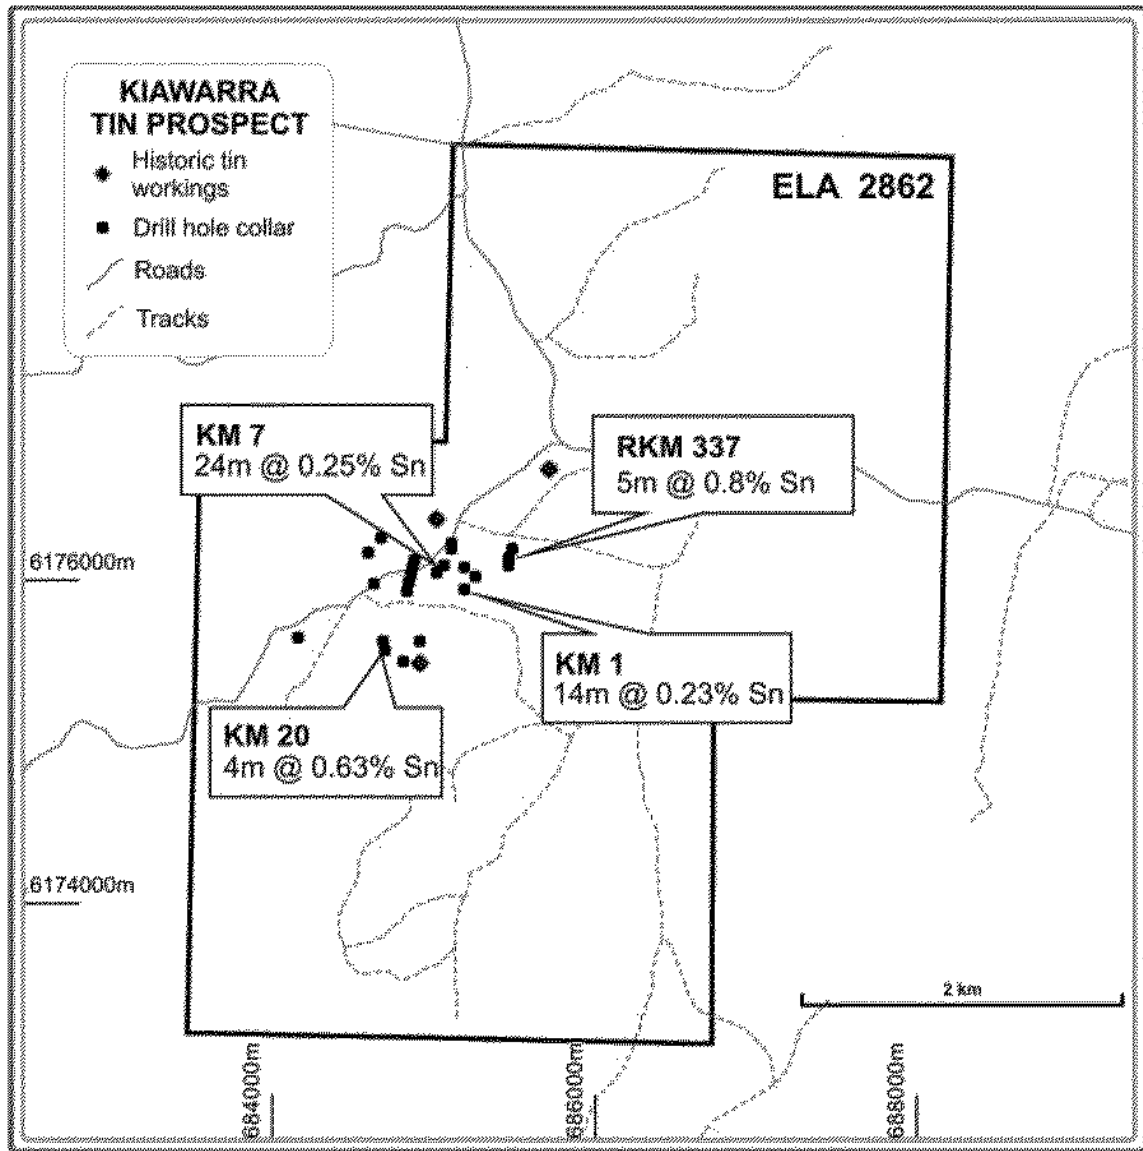 KIAWARRA
TIN PROSPECT
Historic tin
workings
Drill hole collar
Roads
Tracks
ELA 2862
KM 7
24m @ 0.25% Sn
RKM 337
5m @ 0.8% Sn
6176000m
KM 1
14m @ 0.23% Sn
KM 20
4m @ 0.63% Sn
6174000m
2 km
684000m
686000m
688000m